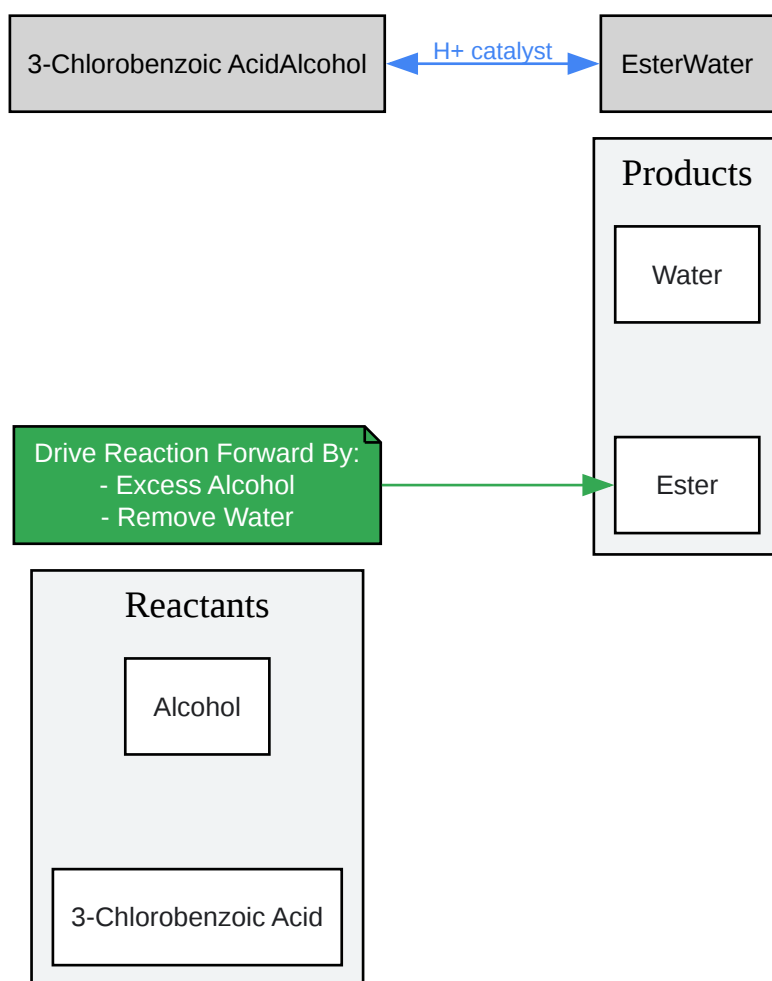 3-Chlorobenzoic AcidAlcohol
H+ catalyst
EsterWater
Products
Water
Drive Reaction Forward By:
- Excess Alcohol
- Remove Water
Ester
Reactants
Alcohol
3-Chlorobenzoic Acid